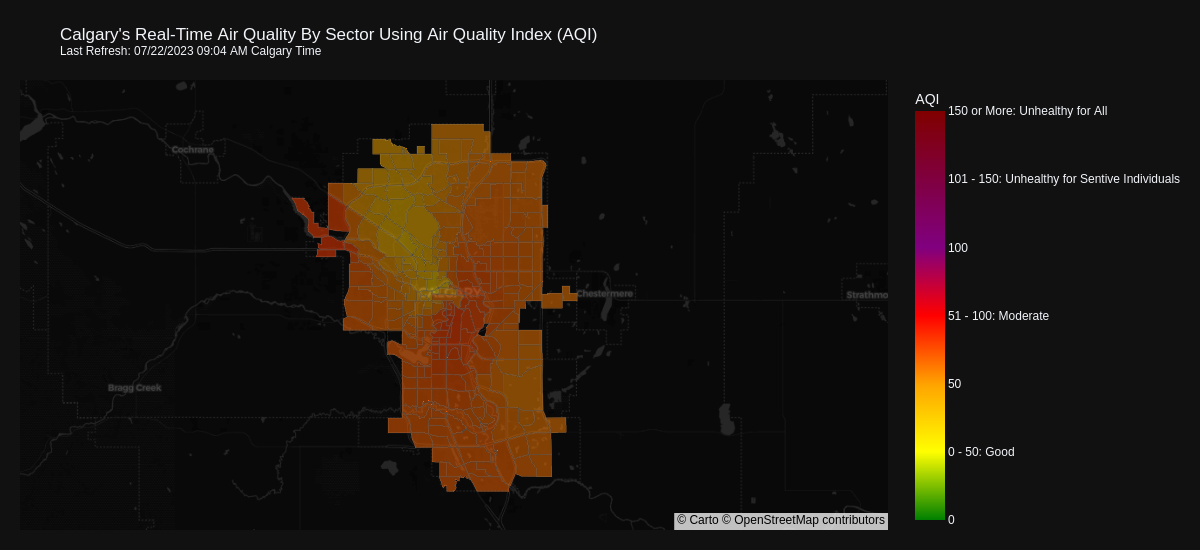 Calgary's Real-Time Air Quality By Sector Using Air Quality Index (AQI)
Last Refresh: 07/22/2023 09:04 AM Calgary Time
AQI
150 or More: Unhealthy for All
Cochrane
101 - 150: Unhealthy for Sentive Individuals
100
CALGARY
Chestermere
Strathmo
51 - 100: Moderate
Bragg Creek
50
0 - 50: Good
© Carto © OpenStreetMap contributors
0